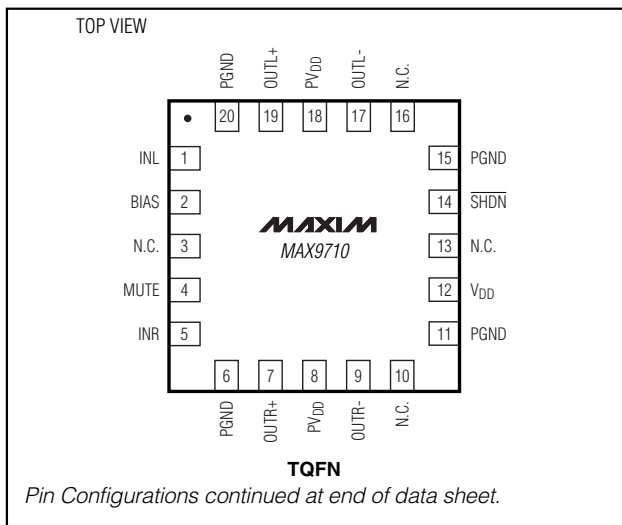 TOP VIEW
PGND
OUTL+
PVDD
OUTL-
N.C.
20
19
18
17
16
INL
1
15
PGND
BIAS
2
14
SHDN
MAXIM
N.C.
3
MAX9710
13
N.C.
MUTE
4
12
VDD
INR
5
11
PGND
6
7
8
9
10
PGND
OUTR+
PVDD
OUTR-
N.C.
TQFN
Pin Configurations continued at end of data sheet.